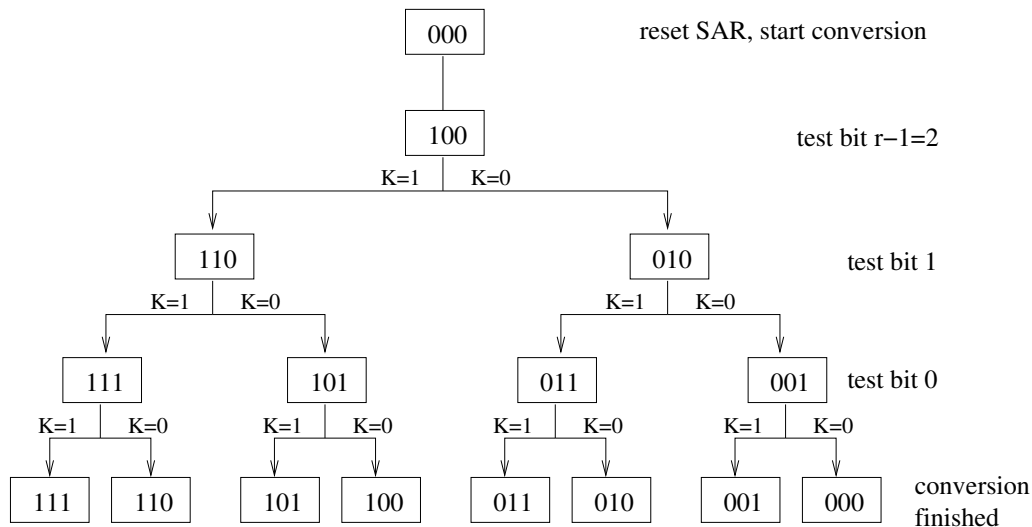 000 reset SAR, start conversion
100 test bit r−1=2
K=1 K=0
110 010 test bit 1
K=1 K=0 K=1 K=0
111 101 011 001 test bit 0
K=1 K=0 K=1 K=0 K=1 K=0 K=1 K=0
111 110 101 100 011 010 001 000 conversion
finished